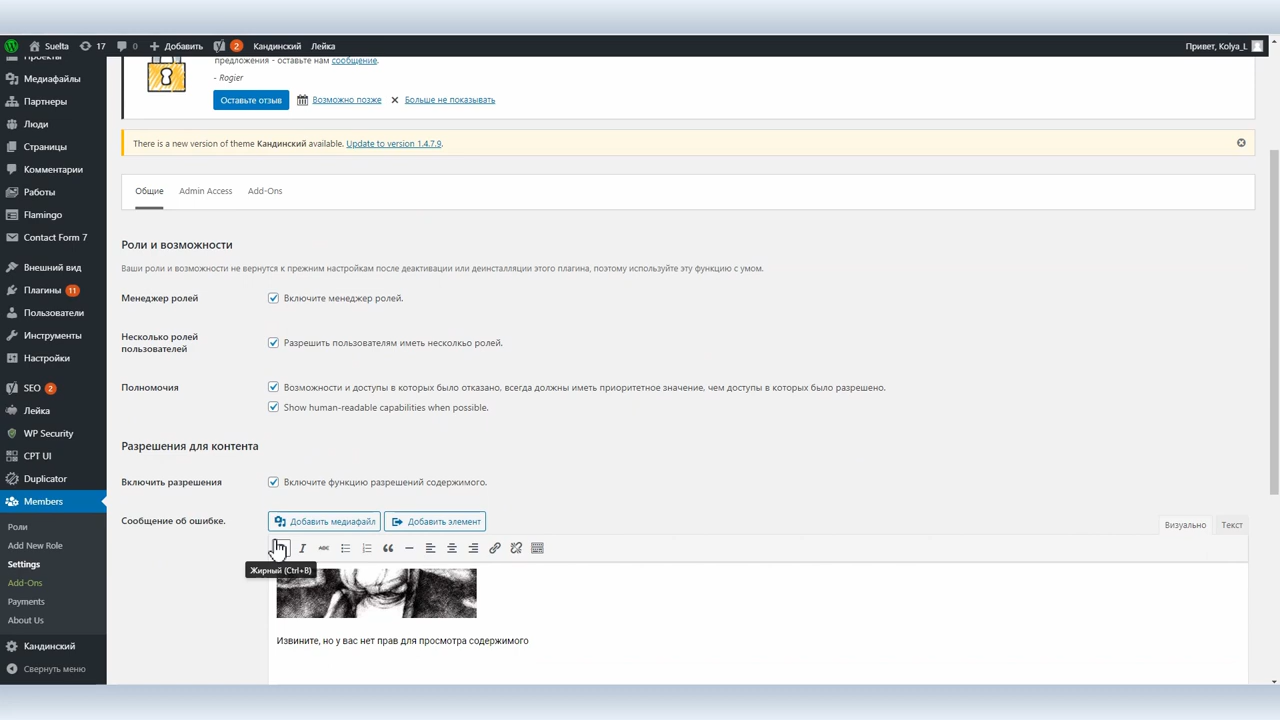 Suelta 17 0 Добавить 2 Кандинский Лейка Привет, Kolya_L
Проекты
Медиафайлы
Партнеры
Люди
Страницы
Комментарии
Работы
Flamingo
Contact Form 7
Внешний вид
Плагины 11
Пользователи
Инструменты
Настройки
SEO 2
Лейка
WP Security
CPT UI
Duplicator
Members
Роли
Add New Role
Settings
Add-Ons
Payments
About Us
Кандинский
Свернуть меню
предложения - оставьте нам сообщение.
- Rogier
Оставьте отзыв Возможно позже Больше не показывать
There is a new version of theme Кандинский available. Update to version 1.4.7.9.
Общие Admin Access Add-Ons
Роли и возможности
Ваши роли и возможности не вернутся к прежним настройкам после деактивации или деинсталляции этого плагина, поэтому используйте эту функцию с умом.
Менеджер ролей Включите менеджер ролей.
Несколько ролей
пользователей Разрешить пользователям иметь несколько ролей.
Полномочия Возможности и доступы в которых было отказано, всегда должны иметь приоритетное значение, чем доступы в которых было разрешено.
Show human-readable capabilities when possible.
Разрешения для контента
Включить разрешения Включите функцию разрешений содержимого.
Сообщение об ошибке. Добавить медиафайл Добавить элемент Визуально Текст
ABC
Жирный (Ctrl+B)
Извините, но у вас нет прав для просмотра содержимого